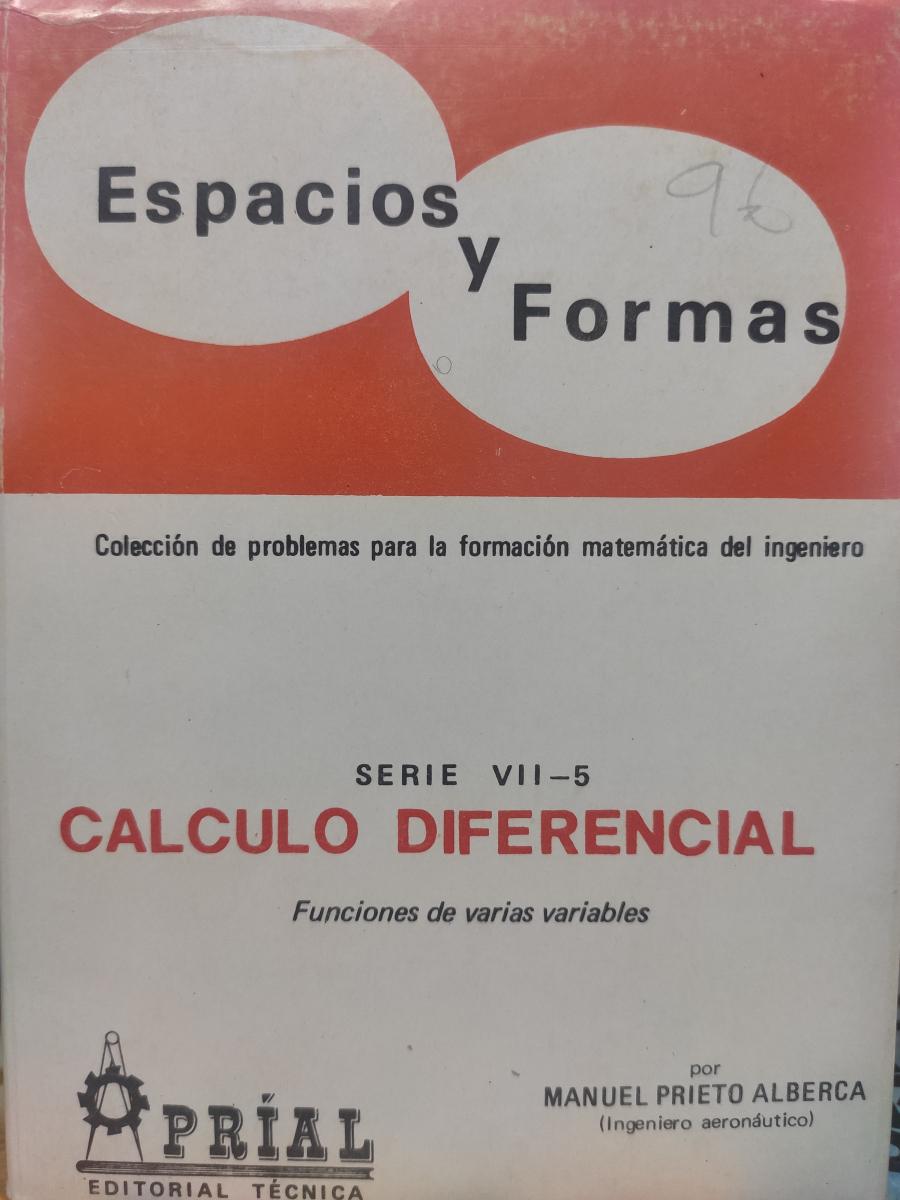 Espacios
y
Formas
96
Colección de problemas para la formación matemática del ingeniero
SERIE VII-5
CALCULO DIFERENCIAL
Funciones de varias variables
por
MANUEL PRIETO ALBERCA
(Ingeniero aeronáutico)
PRÍAL
EDITORIAL TÉCNICA